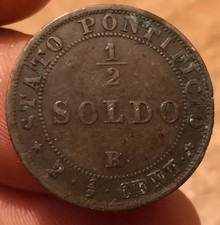 STATO PONTIFICIO
1/2
SOLDO
R
2 1/2 CENT